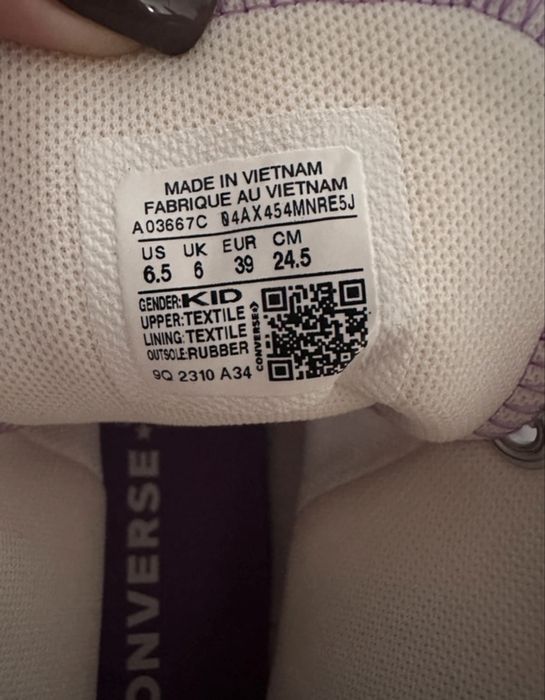 MADE IN VIETNAM
FABRIQUE AU VIETNAM
A03667C 04AX454MNRE5J
US UK EUR CM
6.5 6 39 24.5
GENDER:KID
UPPER:TEXTILE
LINING:TEXTILE
OUTSOLE:RUBBER
9Q 2310 A34
CONVERSE
ONVERSE